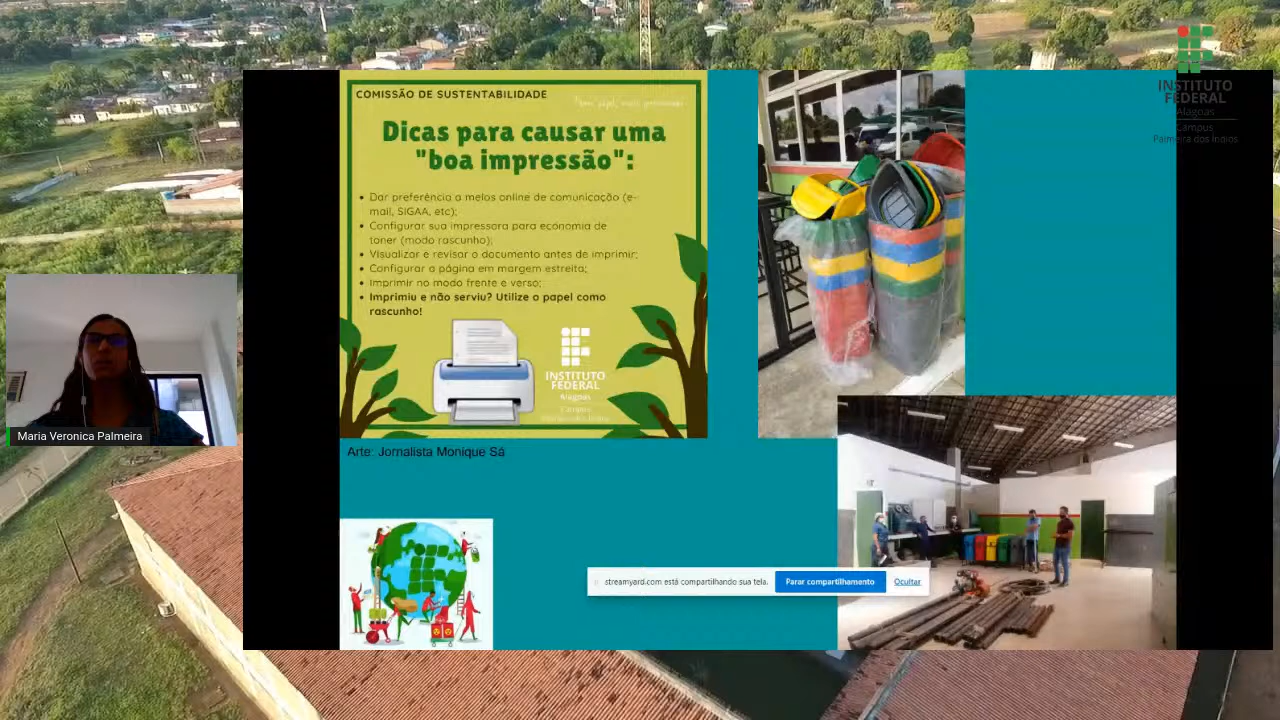 COMISSÃO DE SUSTENTABILIDADE
Dicas para causar uma
"boa impressão":
Dar preferência a meios online de comunicação (e-
mail, SIGAA, etc);
Configurar sua impressora para economia de
toner (modo rascunho);
Visualizar e revisar o documento antes de imprimir;
Configurar a página em margem estreita;
Imprimir no modo frente e verso;
Imprimiu e não serviu? Utilize o papel como
rascunho!
INSTITUTO
FEDERAL
Alagoas
Campus
Arte: Jornalista Monique Sá
Maria Veronica Palmeira
streamyard.com está compartilhando sua tela.
Parar compartilhamento
Ocultar
INSTITUTO
FEDERAL
Alagoas
Campus
Palmeira dos Índios